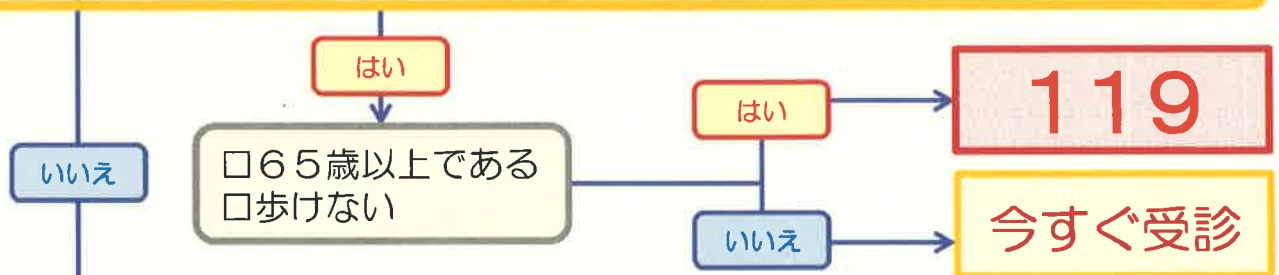 はい
はい
119
いいえ
□65歳以上である
□歩けない
いいえ
今すぐ受診